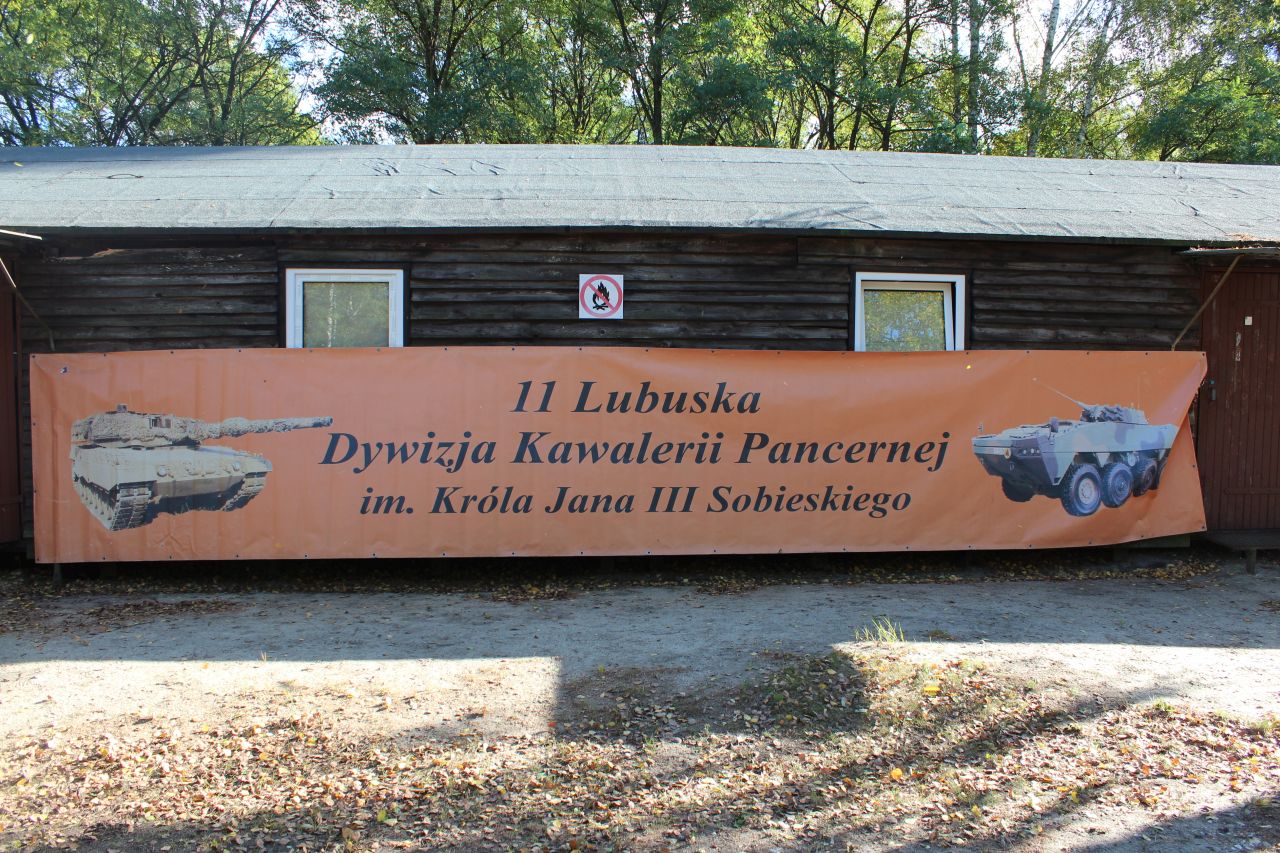 11 Lubuska
Dywizja Kawalerii Pancernej
im. Króla Jana III Sobieskiego